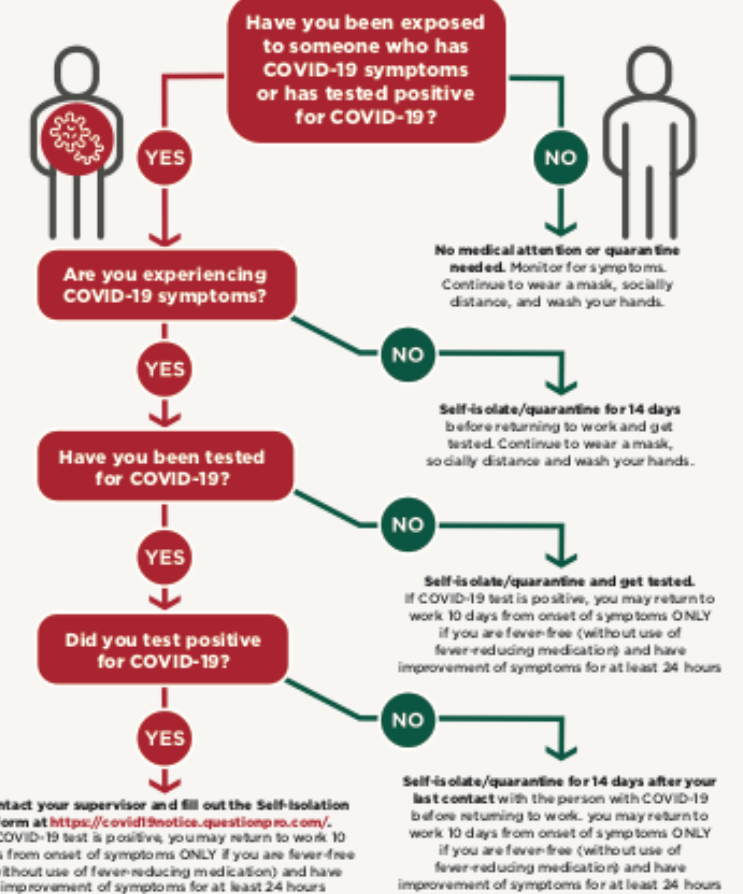 Have you been exposed
to someone who has
COVID-19 symptoms
or has tested positive
for COVID-19?
YES
NO
No medical attention or quarantine
needed. Monitor for symptoms.
Continue to wear a mask, socially
distance, and wash your hands.
Are you experiencing
COVID-19 symptoms?
YES
NO
Self-isolate/quarantine for 14 days
before returning to work and get
tested. Continue to wear a mask,
socially distance and wash your hands.
Have you been tested
for COVID-19?
YES
NO
Self-isolate/quarantine and get tested.
If COVID-19 test is positive, you may return to
work 10 days from onset of symptoms ONLY
if you are fever-free (without use of
fever-reducing medication) and have
improvement of symptoms for at least 24 hours
Did you test positive
for COVID-19?
YES
NO
ntact your supervisor and fill out the Self-Isolation
orm at https://covid19notice.questionpro.com/.
COVID-19 test is positive, you may return to work 10
s from onset of symptoms ONLY if you are fever-free
ithout use of fever-reducing medication) and have
improvement of symptoms for at least 24 hours
Self-isolate/quarantine for 14 days after your
last contact with the person with COVID-19
before returning to work. you may return to
work 10 days from onset of symptoms ONLY
if you are fever-free (without use of
fever-reducing medication) and have
improvement of symptoms for at least 24 hours